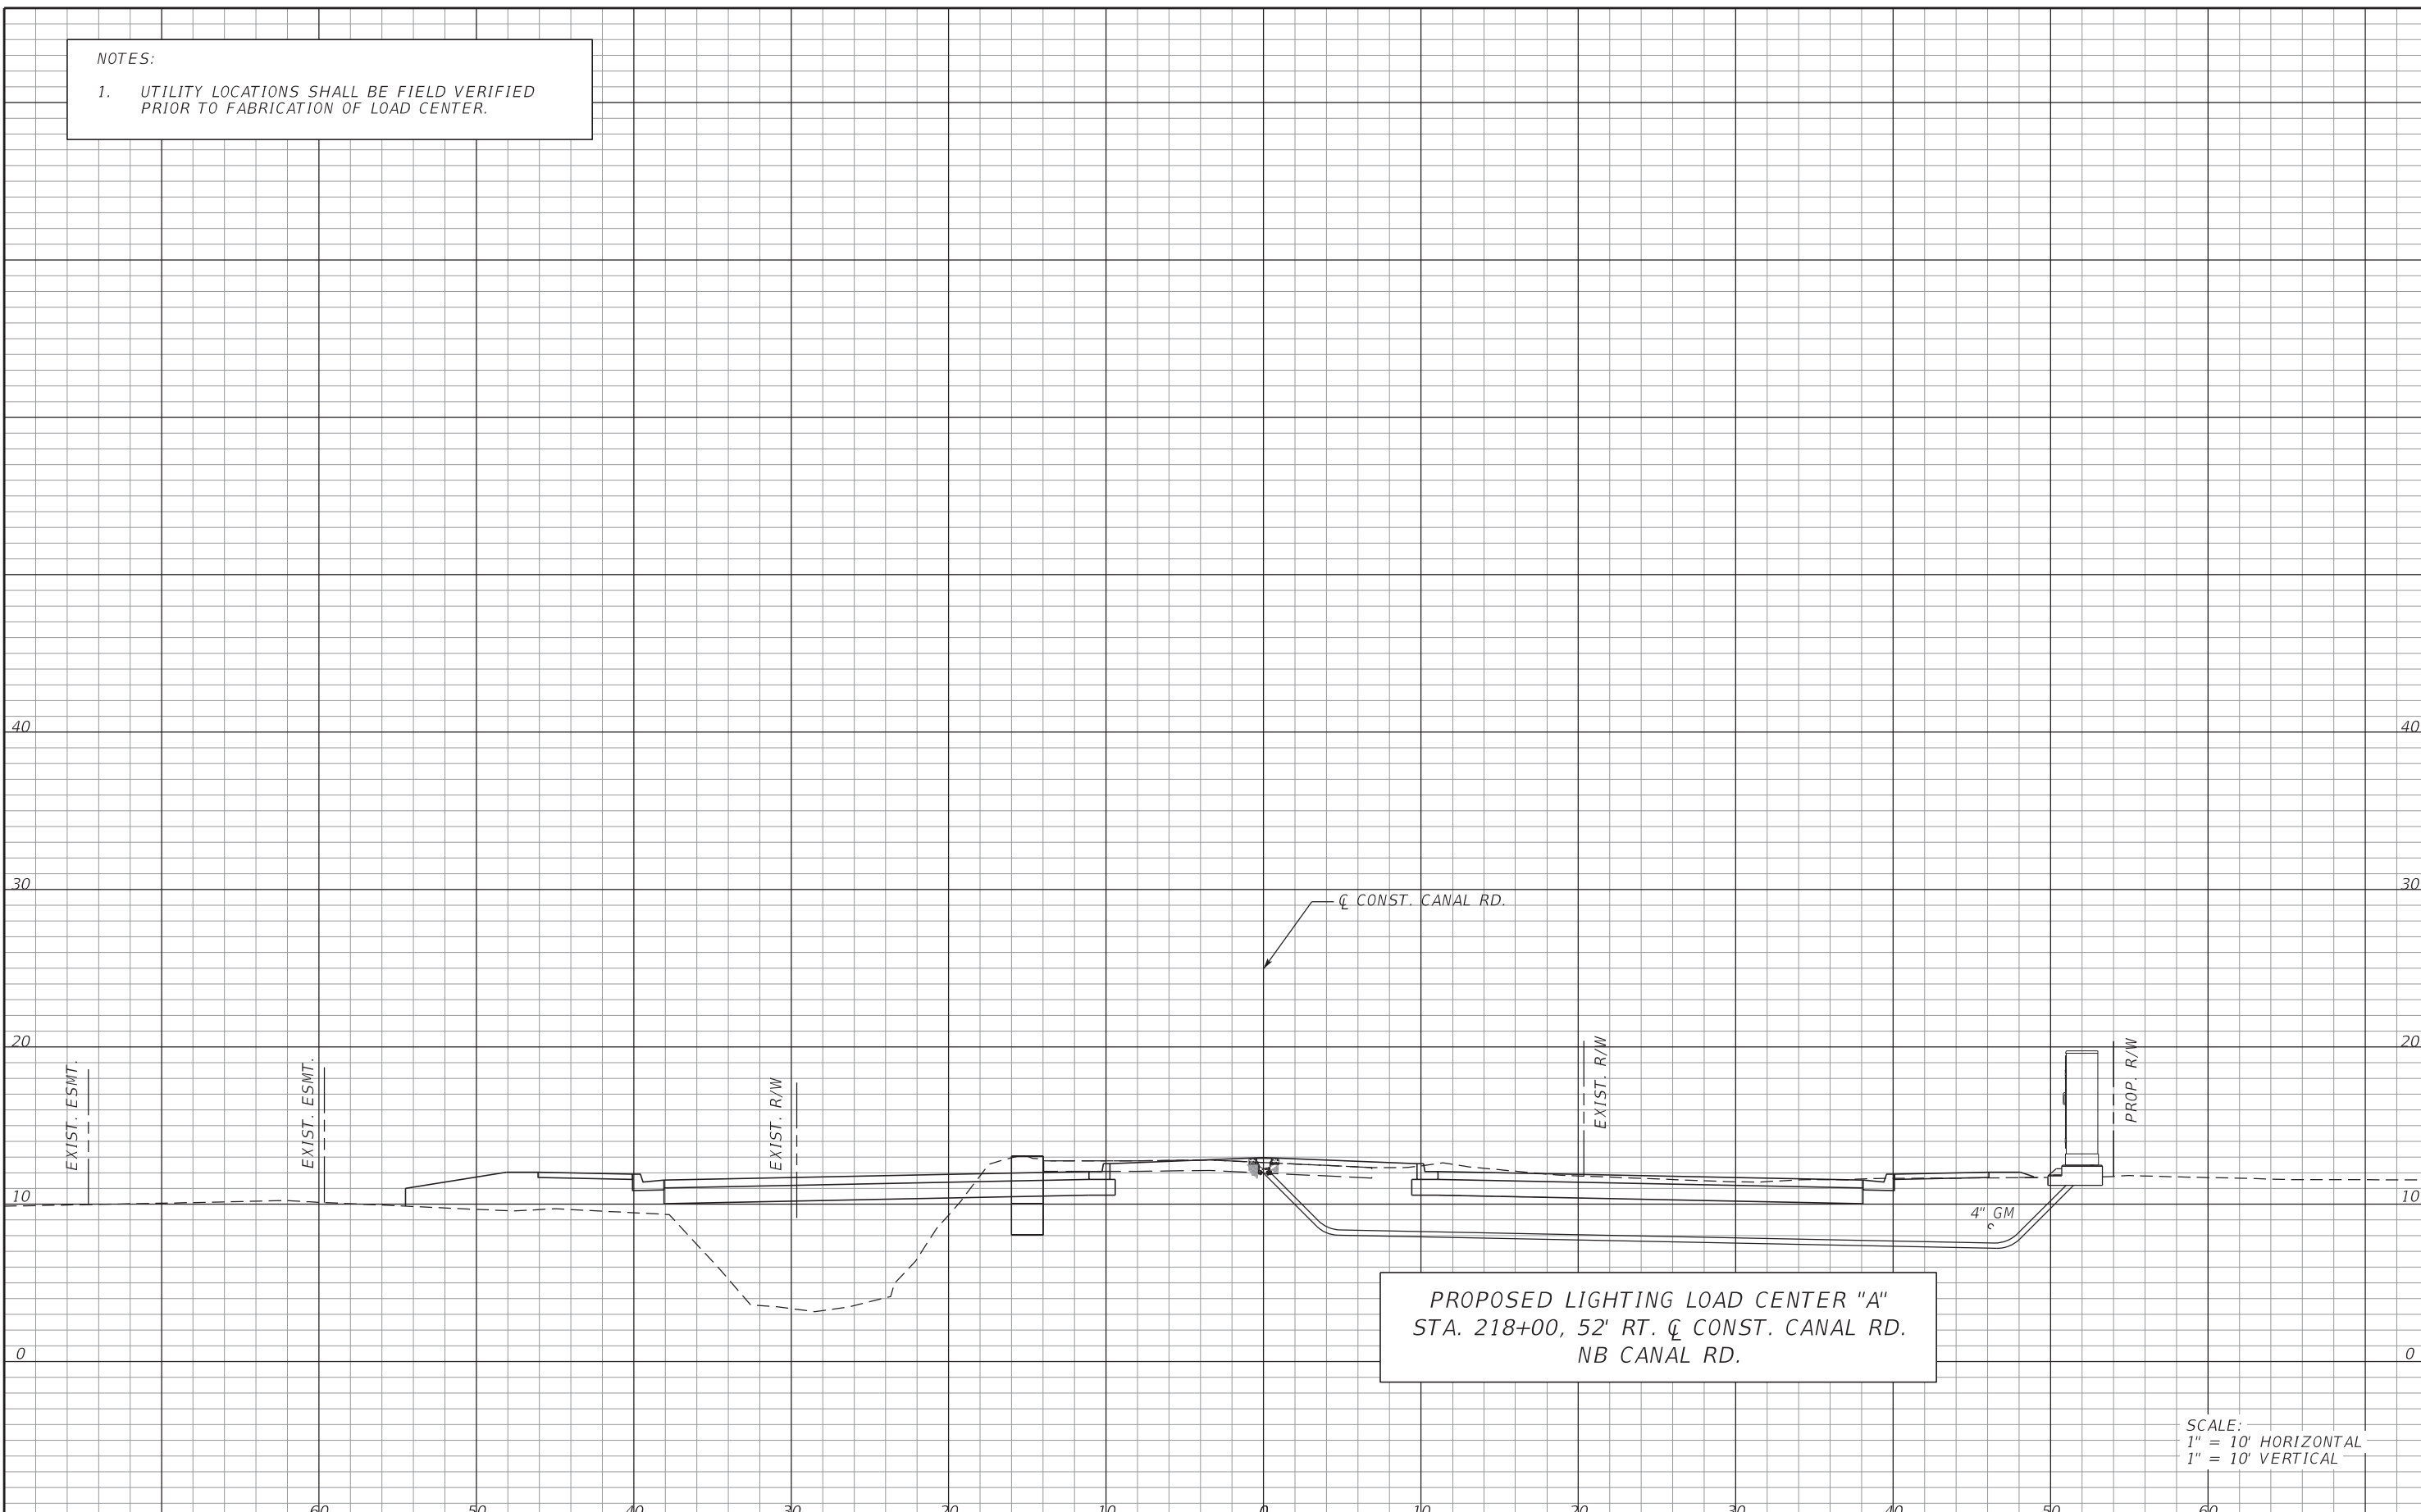 NOTES:
1. UTILITY LOCATIONS SHALL BE FIELD VERIFIED
PRIOR TO FABRICATION OF LOAD CENTER.
40 40
30 30
℄ CONST. CANAL RD.
20 20
EXIST. ESMT.
EXIST. ESMT.
EXIST. R/W
EXIST. R/W
PROP. R/W
10 10
4" GM
PROPOSED LIGHTING LOAD CENTER "A"
STA. 218+00, 52' RT. ℄ CONST. CANAL RD.
NB CANAL RD.
0 0
SCALE:
1" = 10' HORIZONTAL
1" = 10' VERTICAL
60 50 40 30 20 10 0 10 20 30 40 50 60